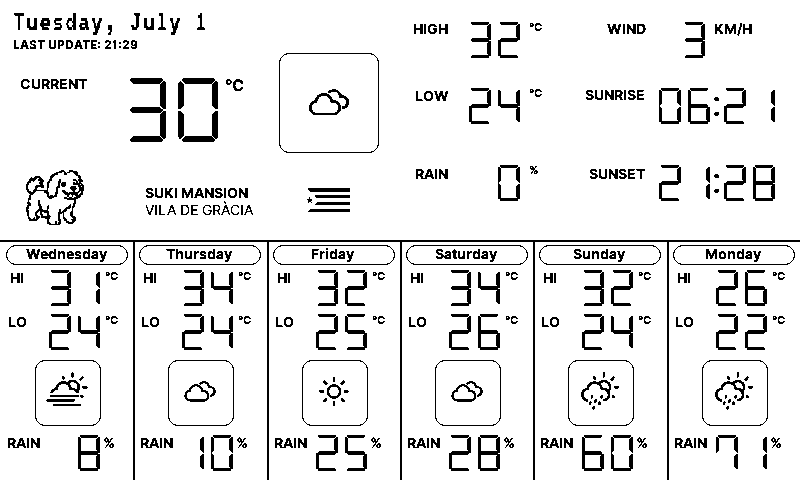 Tuesday, July 1
LAST UPDATE: 21:29
CURRENT 30 °C
SUKI MANSION
VILA DE GRÀCIA
HIGH 32 °C
LOW 24 °C
RAIN 0 %
WIND 3 KM/H
SUNRISE 06:21
SUNSET 21:28
Wednesday
HI 31 °C
LO 24 °C
RAIN 8 %
Thursday
HI 34 °C
LO 24 °C
RAIN 10 %
Friday
HI 32 °C
LO 25 °C
RAIN 25 %
Saturday
HI 34 °C
LO 26 °C
RAIN 28 %
Sunday
HI 32 °C
LO 24 °C
RAIN 60 %
Monday
HI 26 °C
LO 22 °C
RAIN 71 %